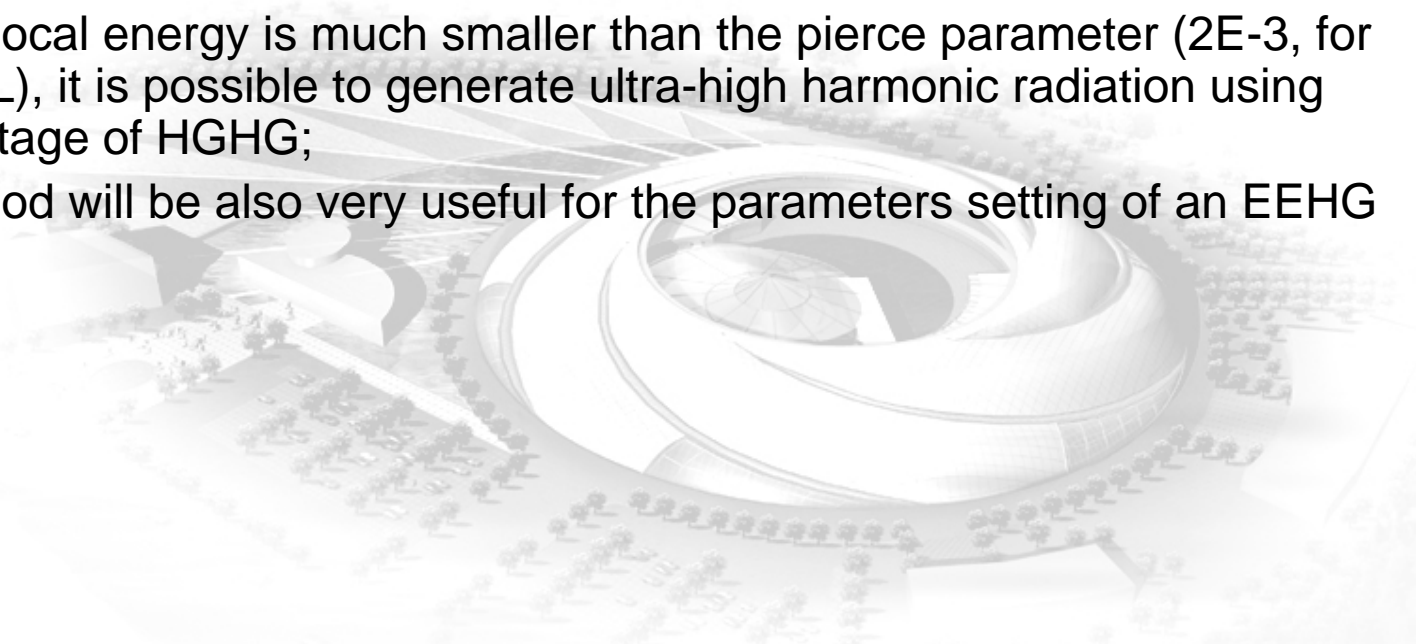 ocal energy is much smaller than the pierce parameter (2E-3, for
L), it is possible to generate ultra-high harmonic radiation using
tage of HGHG;
od will be also very useful for the parameters setting of an EEHG